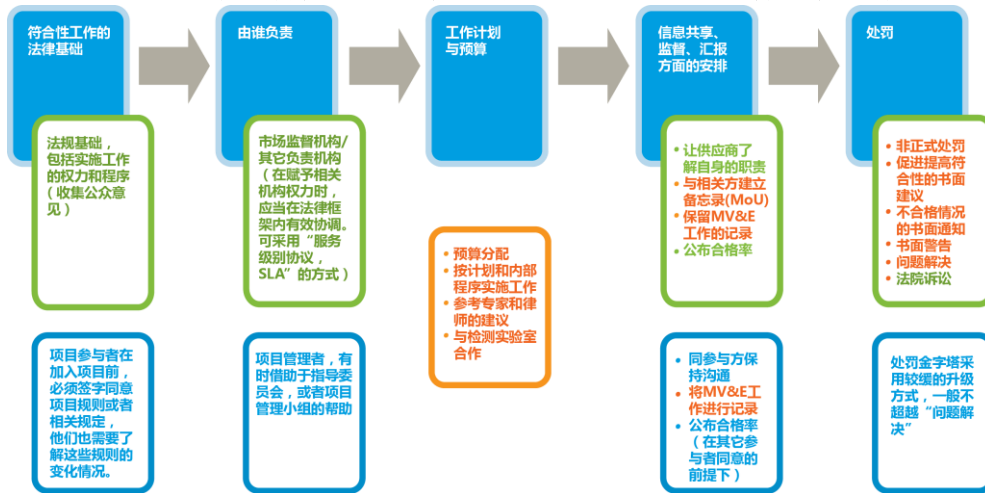 符合性工作的
法律基础
由谁负责
工作计划
与预算
信息共享、
监督、汇报
方面的安排
处罚
法规基础，
包括实施工作
的权力和程序
（收集公众意
见）
市场监督机构/
其它负责机构
（在赋予相关
机构权力时，
应当在法律框
架内有效协调。
可采用“服务
级别协议，
SLA”的方式）
• 预算分配
• 按计划和内部
程序实施工作
• 参考专家和律
师的建议
• 与检测实验室
合作
• 让供应商了
解自身的职责
• 与相关方建立
备忘录(MoU)
• 保留MV&E
工作的记录
• 公布合格率
• 非正式处罚
• 促进提高符
合性的书面
建议
• 不合格情况
的书面通知
• 书面警告
• 问题解决
• 法院诉讼
项目参与者在
加入项目前，
必须签字同意
项目规则或者
相关规定，
他们也需要了
解这些规则的
变化情况。
项目管理者，有
时借助于指导委
员会，或者项目
管理小组的帮助
• 同参与方保
持沟通
• 将MV&E工
作进行记录
• 公布合格率
（在其它参
与者同意的
前提下）
处罚金字塔采
用较缓的升级
方式，一般不
超越“问题解
决”